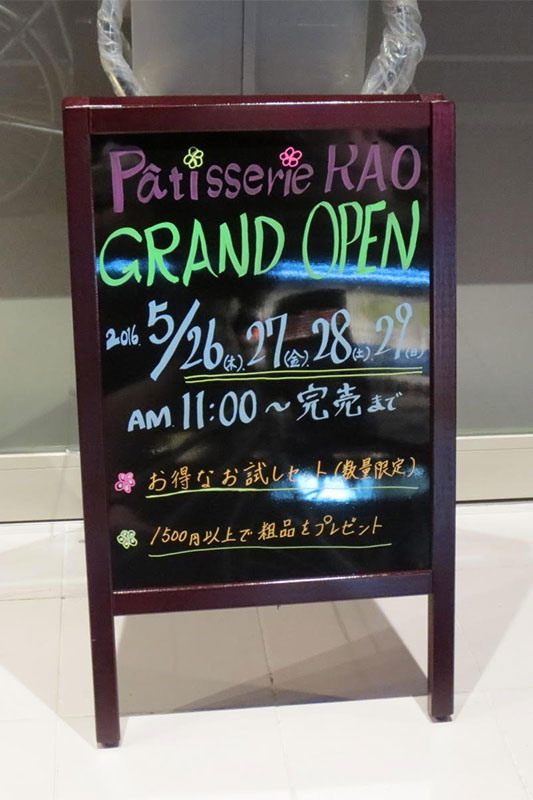 Pâtisserie KAO
GRAND OPEN
2016. 5/26(木).27(金).28(土).29(日)
AM. 11:00～完売まで
お得なお試しセット(数量限定)
1500円以上で粗品をプレゼント